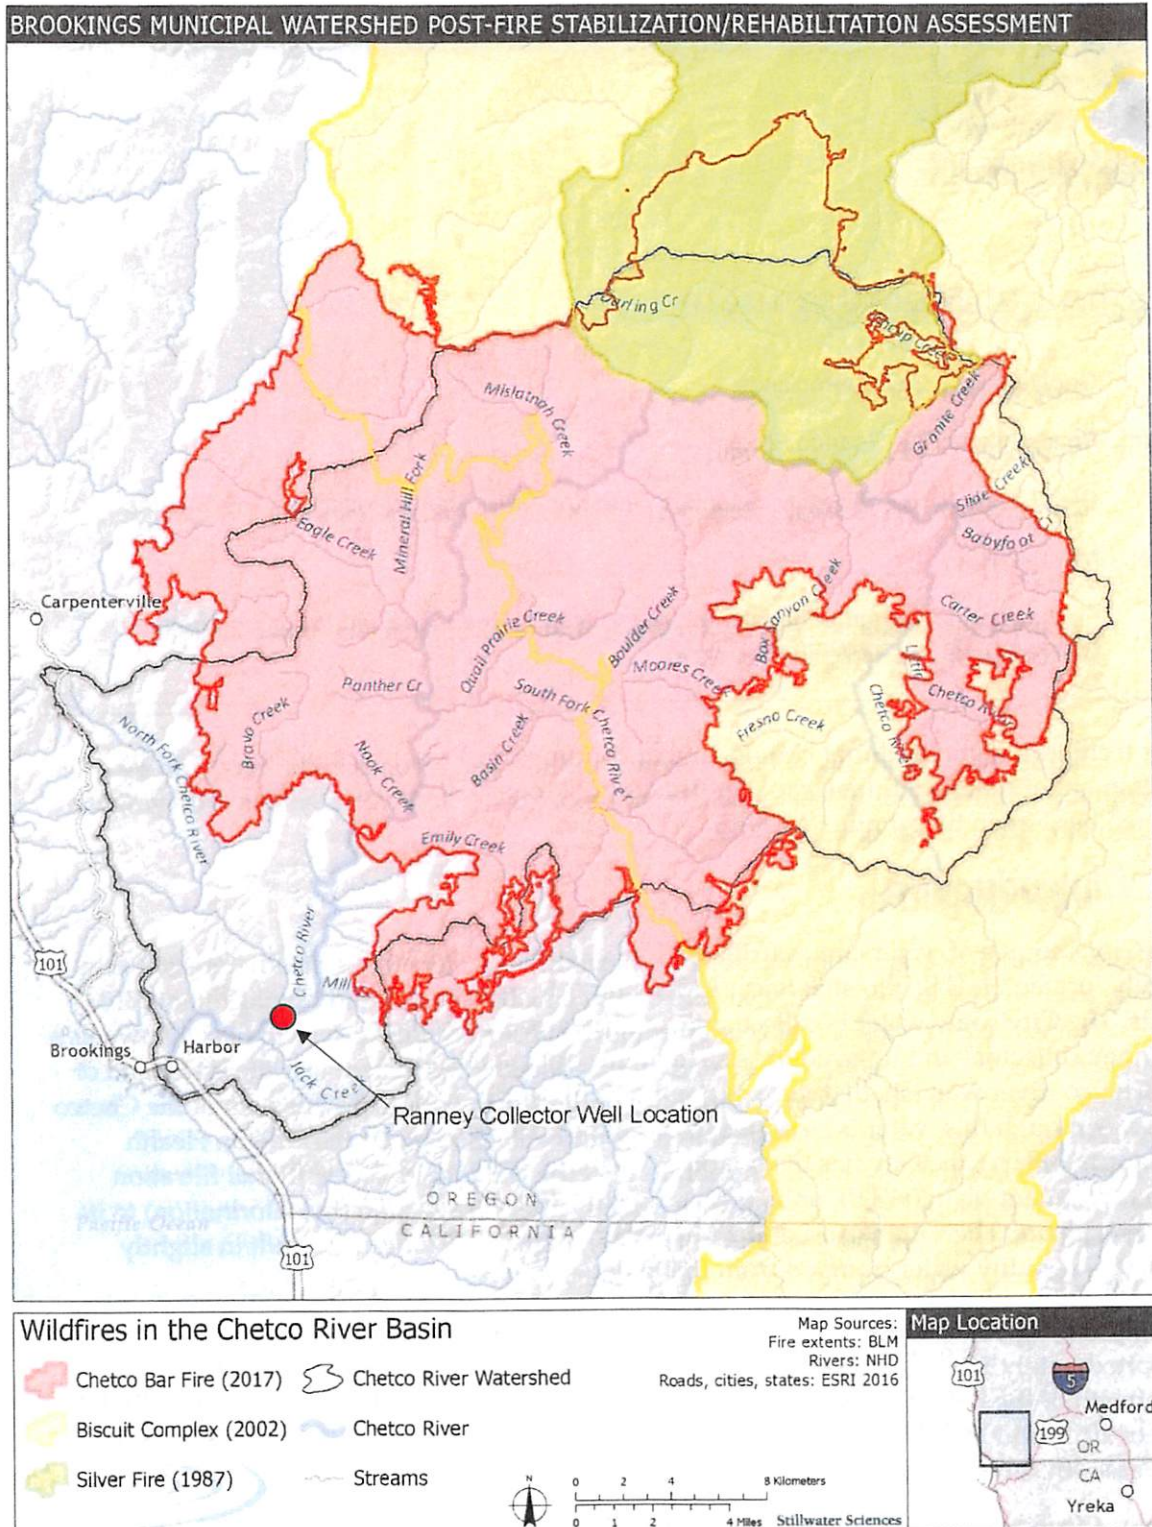 BROOKINGS MUNICIPAL WATERSHED POST-FIRE STABILIZATION/REHABILITATION ASSESSMENT
Darling Cr
Mislatnah Creek
Granite Creek
Slide Creek
Mineral Hill Fork
Eagle Creek
Babyfoot
Carpenterville
Carter Creek
Box Canyon Creek
Boulder Creek
Quail Prairie Creek
Moores Creek
Panther Cr
South Fork Chetco River
Little
Chetco River
Chetco River
Bravo Creek
Fresno Creek
North Fork Chetco River
Basin Creek
Nook Creek
Emily Creek
Chetco River
101
Mill
Brookings
Harbor
Jack Creek
Ranney Collector Well Location
OREGON
CALIFORNIA
Pacific Ocean
101
Wildfires in the Chetco River Basin
Chetco Bar Fire (2017)
Chetco River Watershed
Biscuit Complex (2002)
Chetco River
Silver Fire (1987)
Streams
Map Sources:
Fire extents: BLM
Rivers: NHD
Roads, cities, states: ESRI 2016
N
0 2 4 8 Kilometers
0 1 2 4 Miles
Stillwater Sciences
Map Location
101
5
Medford
199
OR
CA
Yreka